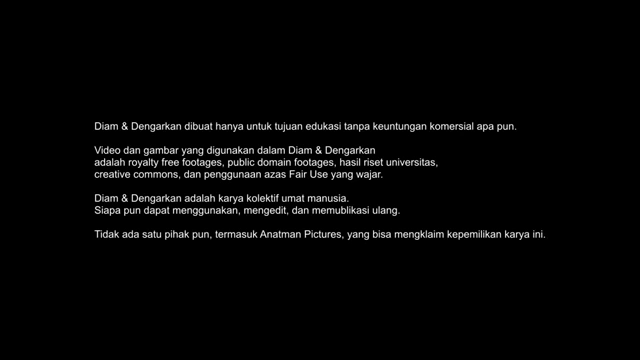 Diam & Dengarkan dibuat hanya untuk tujuan edukasi tanpa keuntungan komersial apa pun.
Video dan gambar yang digunakan dalam Diam & Dengarkan
adalah royalty free footages, public domain footages, hasil riset universitas,
creative commons, dan penggunaan azas Fair Use yang wajar.
Diam & Dengarkan adalah karya kolektif umat manusia.
Siapa pun dapat menggunakan, mengedit, dan memublikasi ulang.
Tidak ada satu pihak pun, termasuk Anatman Pictures, yang bisa mengklaim kepemilikan karya ini.